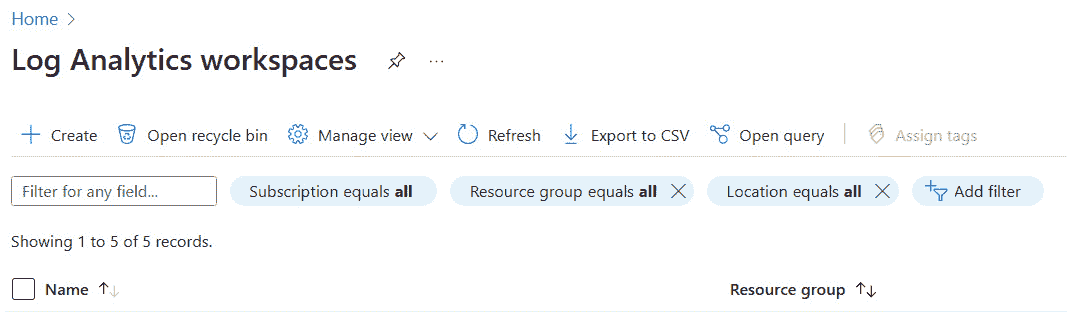 Home
Log Analytics workspaces
Create Open recycle bin Manage view Refresh Export to CSV Open query Assign tags
Filter for any field... Subscription equals all Resource group equals all Location equals all Add filter
Showing 1 to 5 of 5 records.
Name Resource group